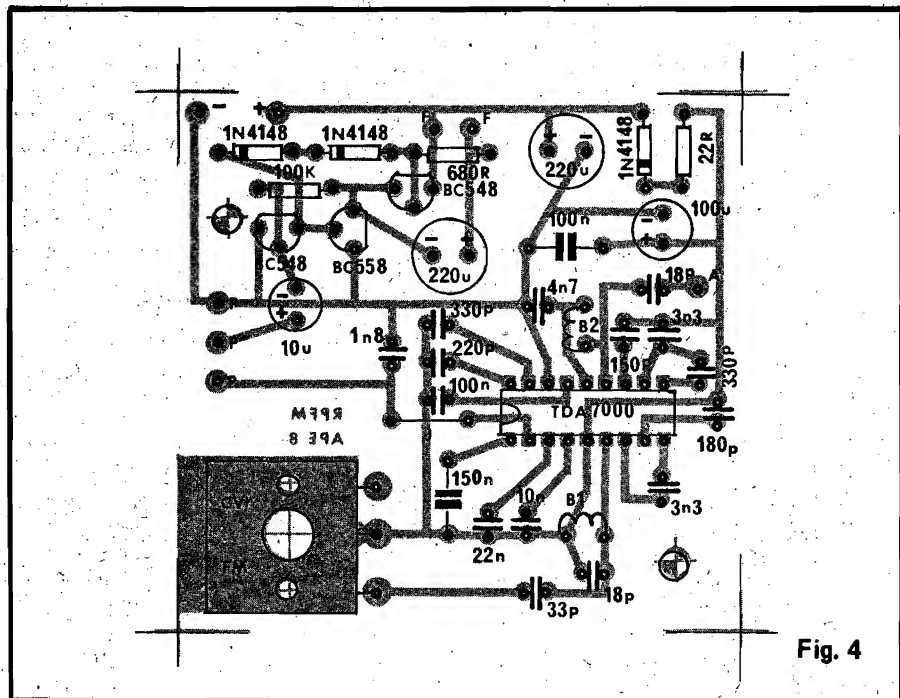 - +
1N4148 1N4148
F F
220u
1N4148
22R
100K
680R
BC548
100u
100n
C548
BC558
220u
4n7
18p A
10u
1n8
330p
B2
3n3
220p
150p
330p
100n
TDA 7000
RPFM
APE 8
180p
150n
10n
B1
3n3
22n
CVK
FM
33p
18p
Fig. 4